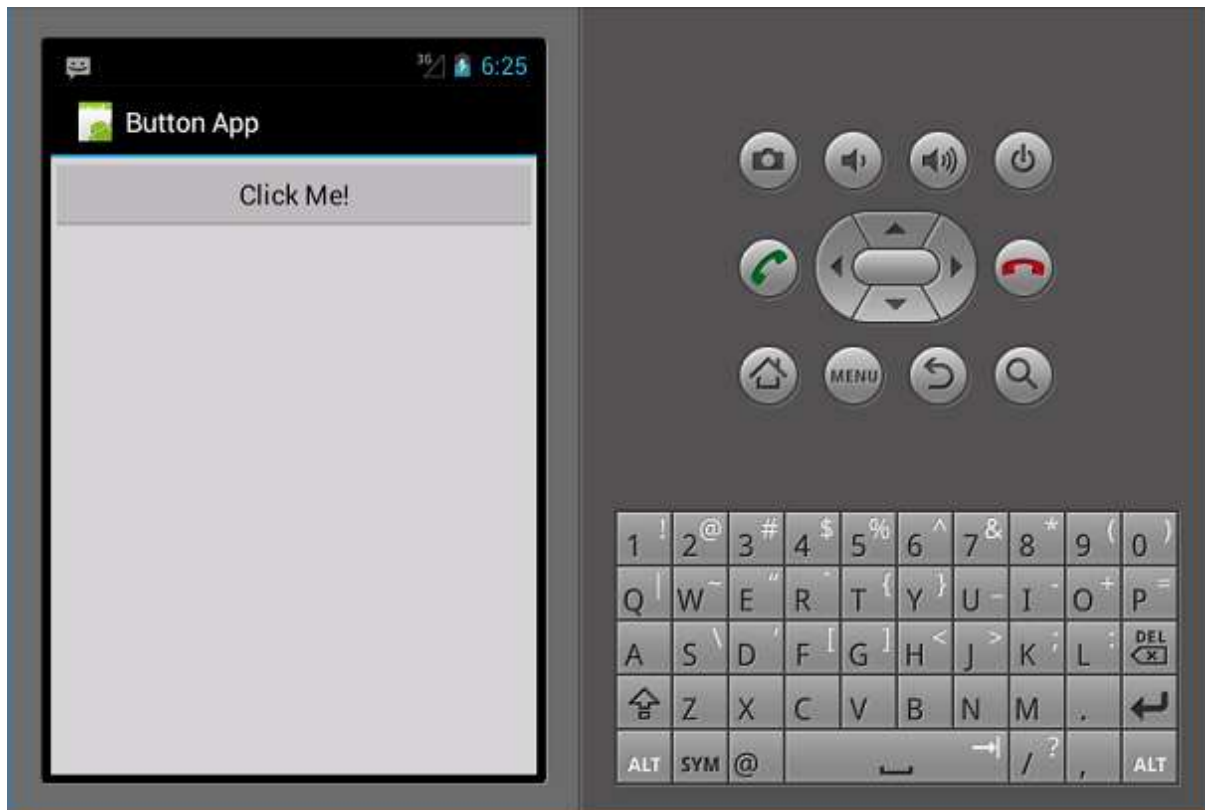 3G 6:25
Button App
Click Me!
MENU
1 ! 2 @ 3 # 4 $ 5 % 6 ^ 7 & 8 * 9 ( 0 )
Q | W ~ E " R ` T { Y } U _ I - O + P =
A S \ D ' F [ G ] H < J > K ; L : DEL
Z X C V B N M .
ALT SYM @ / ? , ALT